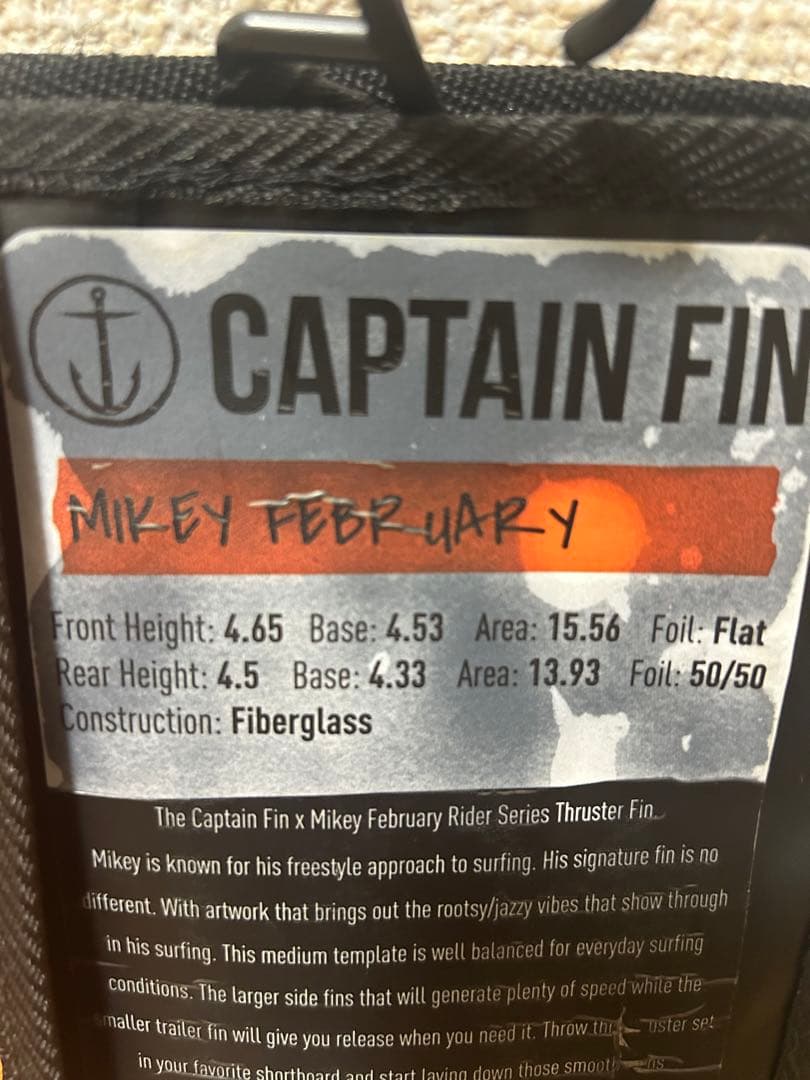 CAPTAIN FIN
MIKEY FEBRUARY
Front Height: 4.65 Base: 4.53 Area: 15.56 Foil: Flat
Rear Height: 4.5 Base: 4.33 Area: 13.93 Foil: 50/50
Construction: Fiberglass
The Captain Fin x Mikey February Rider Series Thruster Fin.
Mikey is known for his freestyle approach to surfing. His signature fin is no
different. With artwork that brings out the rootsy/jazzy vibes that show through
in his surfing. This medium template is well balanced for everyday surfing
conditions. The larger side fins that will generate plenty of speed while the
maller trailer fin will give you release when you need it. Throw uster set
in your favorite shortboard and start laying down those